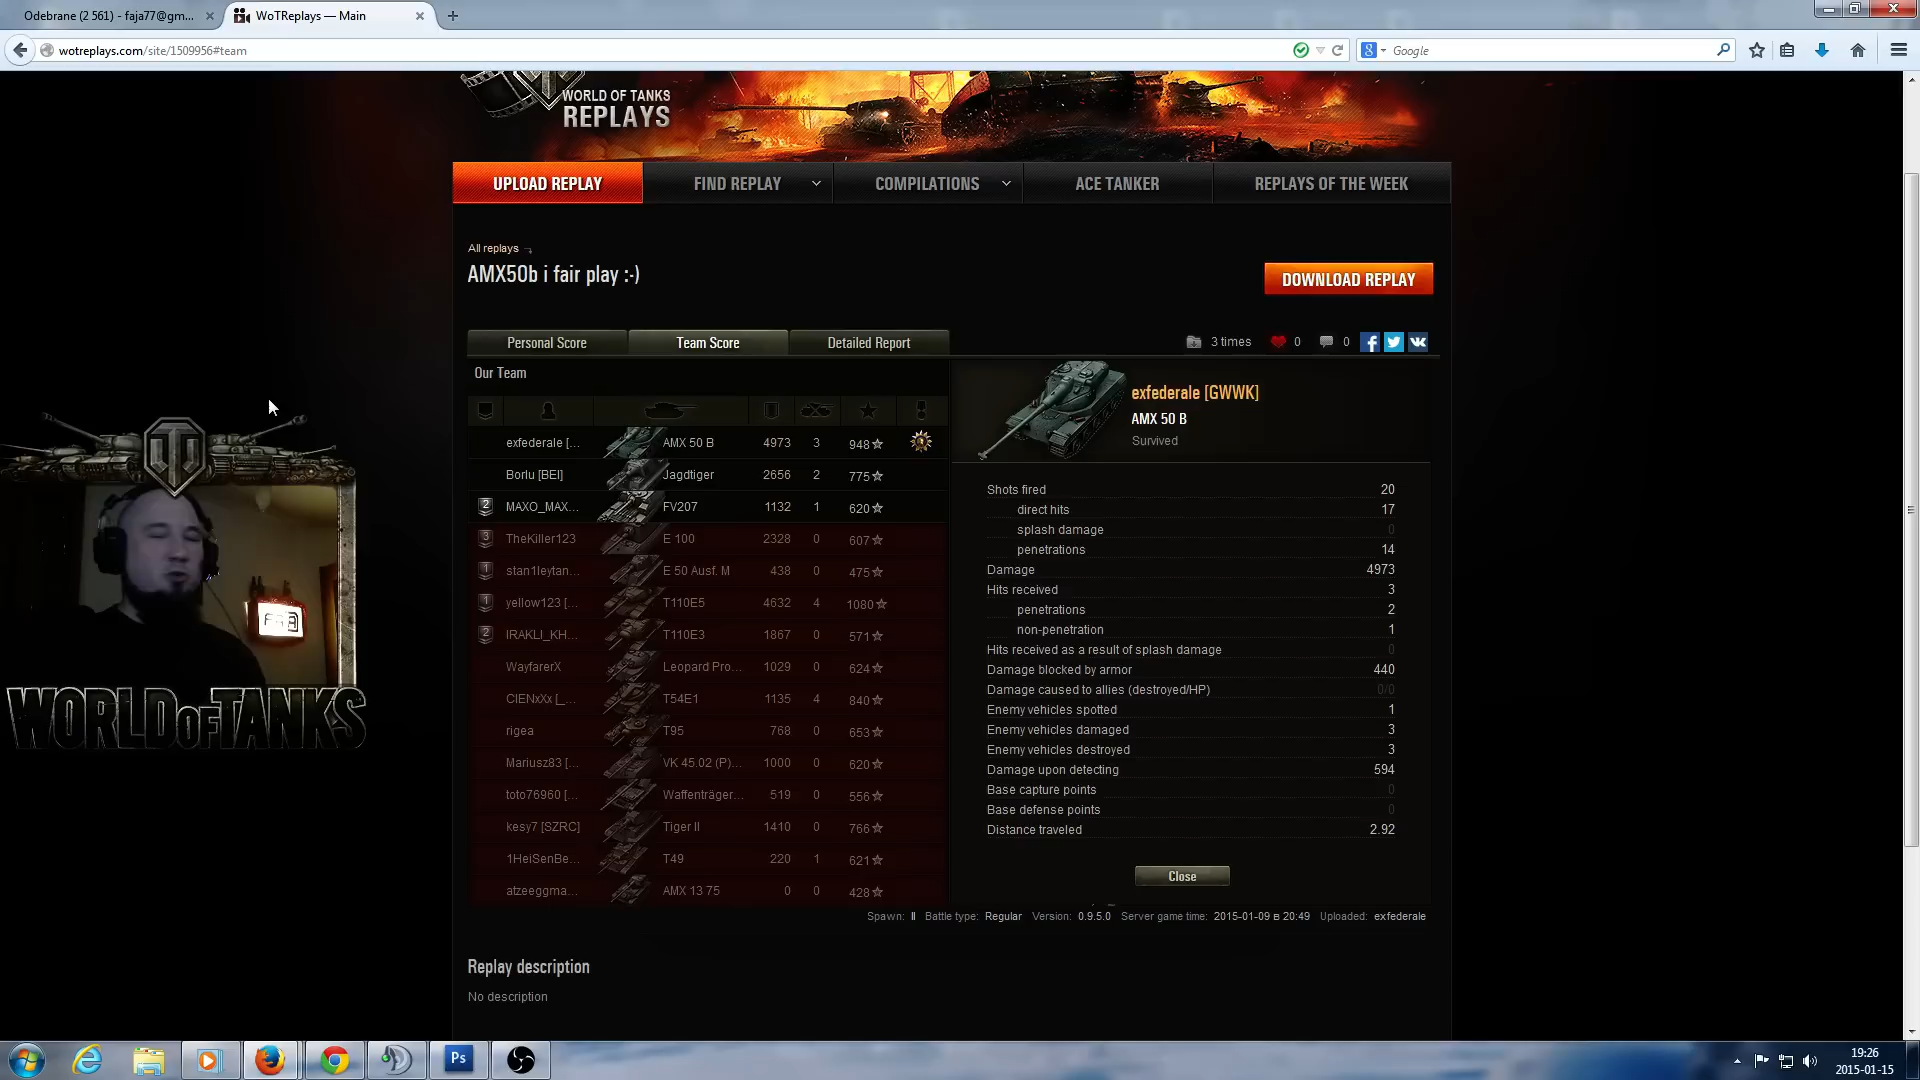 Odebrane (2 561) - faja77@gm...
WoTReplays — Main
wotreplays.com/site/1509956#team
Google
WORLD OF TANKS
REPLAYS
UPLOAD REPLAY
FIND REPLAY
COMPILATIONS
ACE TANKER
REPLAYS OF THE WEEK
All replays
AMX50b i fair play :-)
DOWNLOAD REPLAY
Personal Score
Team Score
Detailed Report
3 times
0
0
Our Team
exfederale [... AMX 50 B 4973 3 948
Borlu [BEI] Jagdtiger 2656 2 775
2 MAXO_MAX... FV207 1132 1 620
3 TheKiller123 E 100 2328 0 607
1 stan1leytan... E 50 Ausf. M 438 0 475
1 yellow123 [... T110E5 4632 4 1080
2 IRAKLI_KH... T110E3 1867 0 571
WayfarerX Leopard Pro... 1029 0 624
CIENxXx [_... T54E1 1135 4 840
rigea T95 768 0 653
Mariusz83 [... VK 45.02 (P)... 1000 0 620
toto76960 [... Waffenträger... 519 0 556
kesy7 [SZRC] Tiger II 1410 0 766
1HeiSenBe... T49 220 1 621
atzeeggma... AMX 13 75 0 0 428
exfederale [GWWK]
AMX 50 B
Survived
Shots fired 20
direct hits 17
splash damage 0
penetrations 14
Damage 4973
Hits received 3
penetrations 2
non-penetration 1
Hits received as a result of splash damage 0
Damage blocked by armor 440
Damage caused to allies (destroyed/HP) 0/0
Enemy vehicles spotted 1
Enemy vehicles damaged 3
Enemy vehicles destroyed 3
Damage upon detecting 594
Base capture points 0
Base defense points 0
Distance traveled 2.92
Close
Spawn: II Battle type: Regular Version: 0.9.5.0 Server game time: 2015-01-09 в 20:49 Uploaded: exfederale
Replay description
No description
FAJA
WORLD OF TANKS
Ps
19:26
2015-01-15